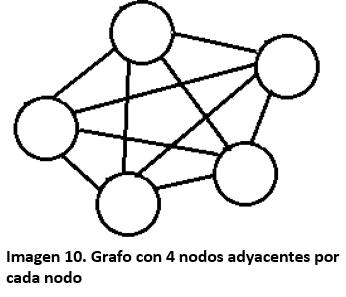 Imagen 10. Grafo con 4 nodos adyacentes por
cada nodo